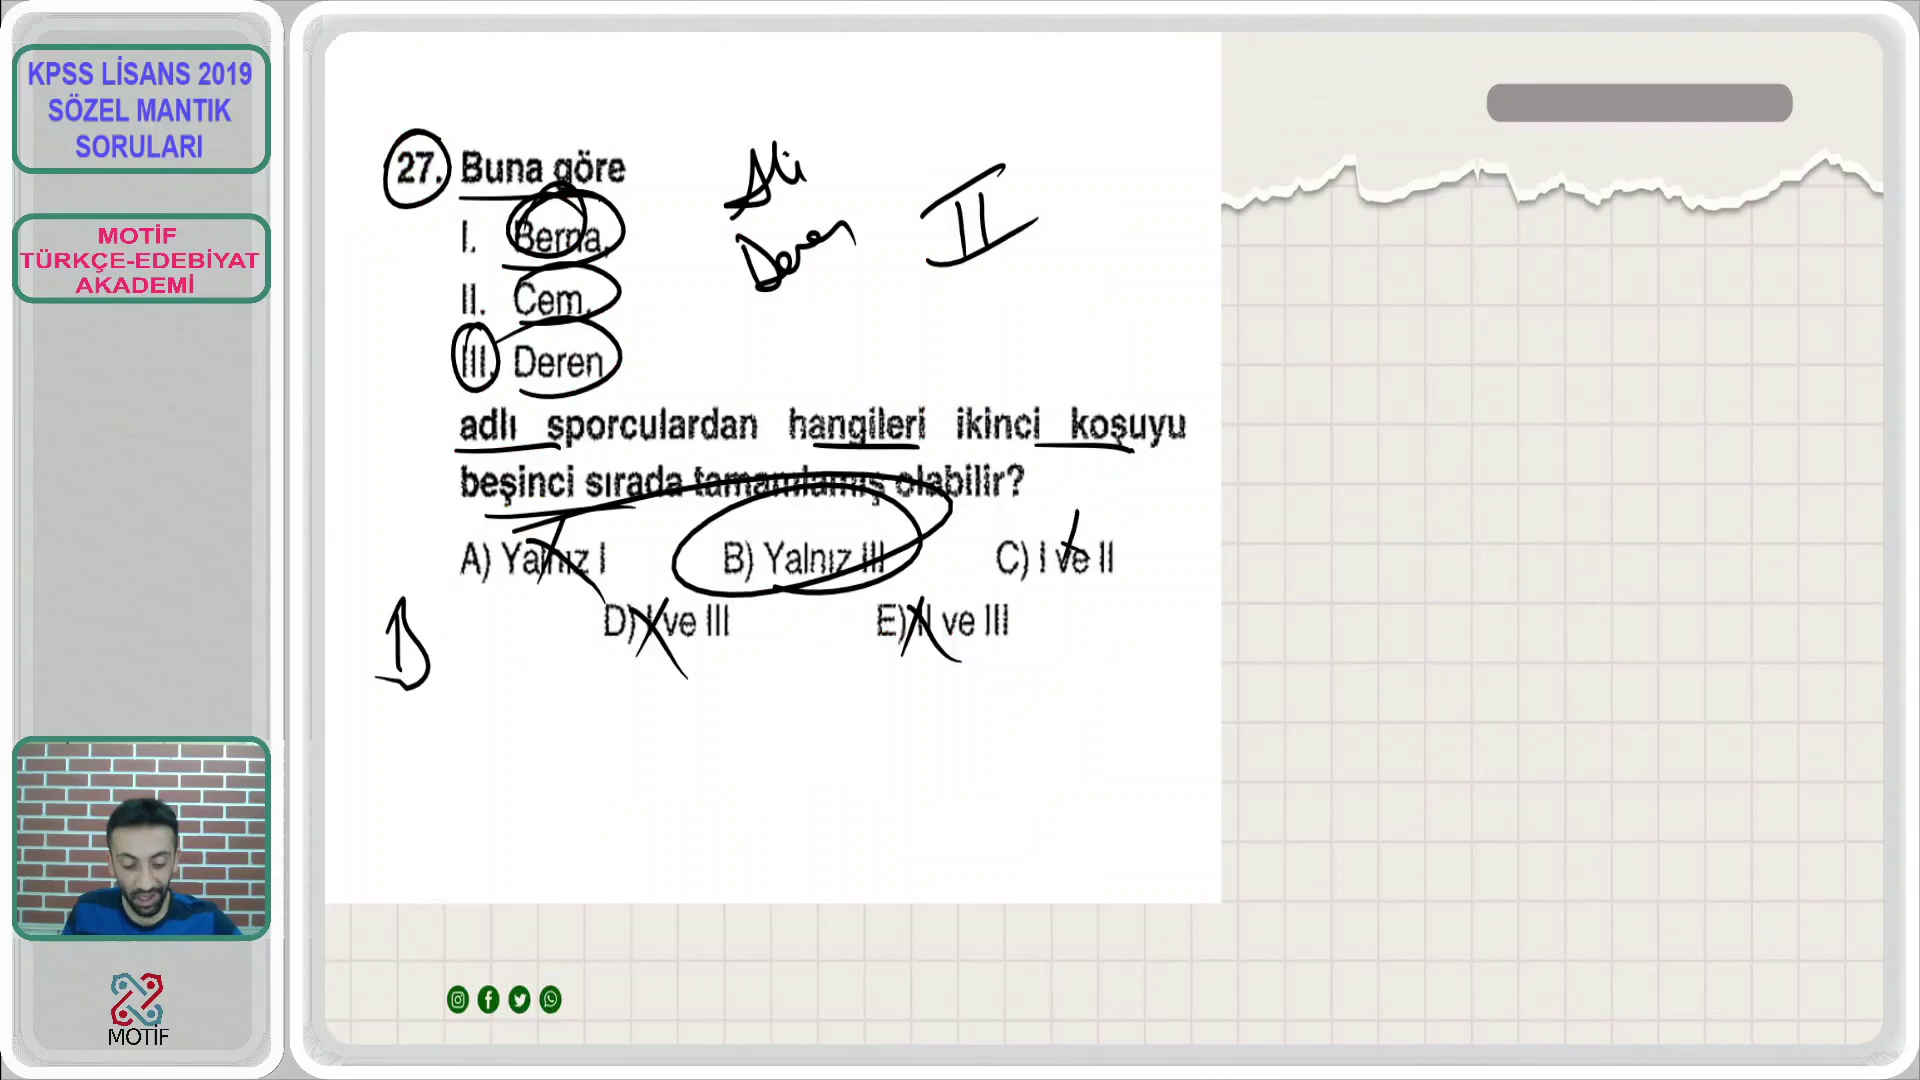 KPSS LİSANS 2019
SÖZEL MANTIK
SORULARI
MOTİF
TÜRKÇE-EDEBİYAT
AKADEMİ
27. Buna göre
I. Berna,
II. Cem,
III. Deren
adlı sporculardan hangileri ikinci koşuyu
beşinci sırada tamamlamış olabilir?
A) Yalnız I B) Yalnız III C) I ve II
D) I ve III E) II ve III
Ali
Deren
II
B
MOTİF